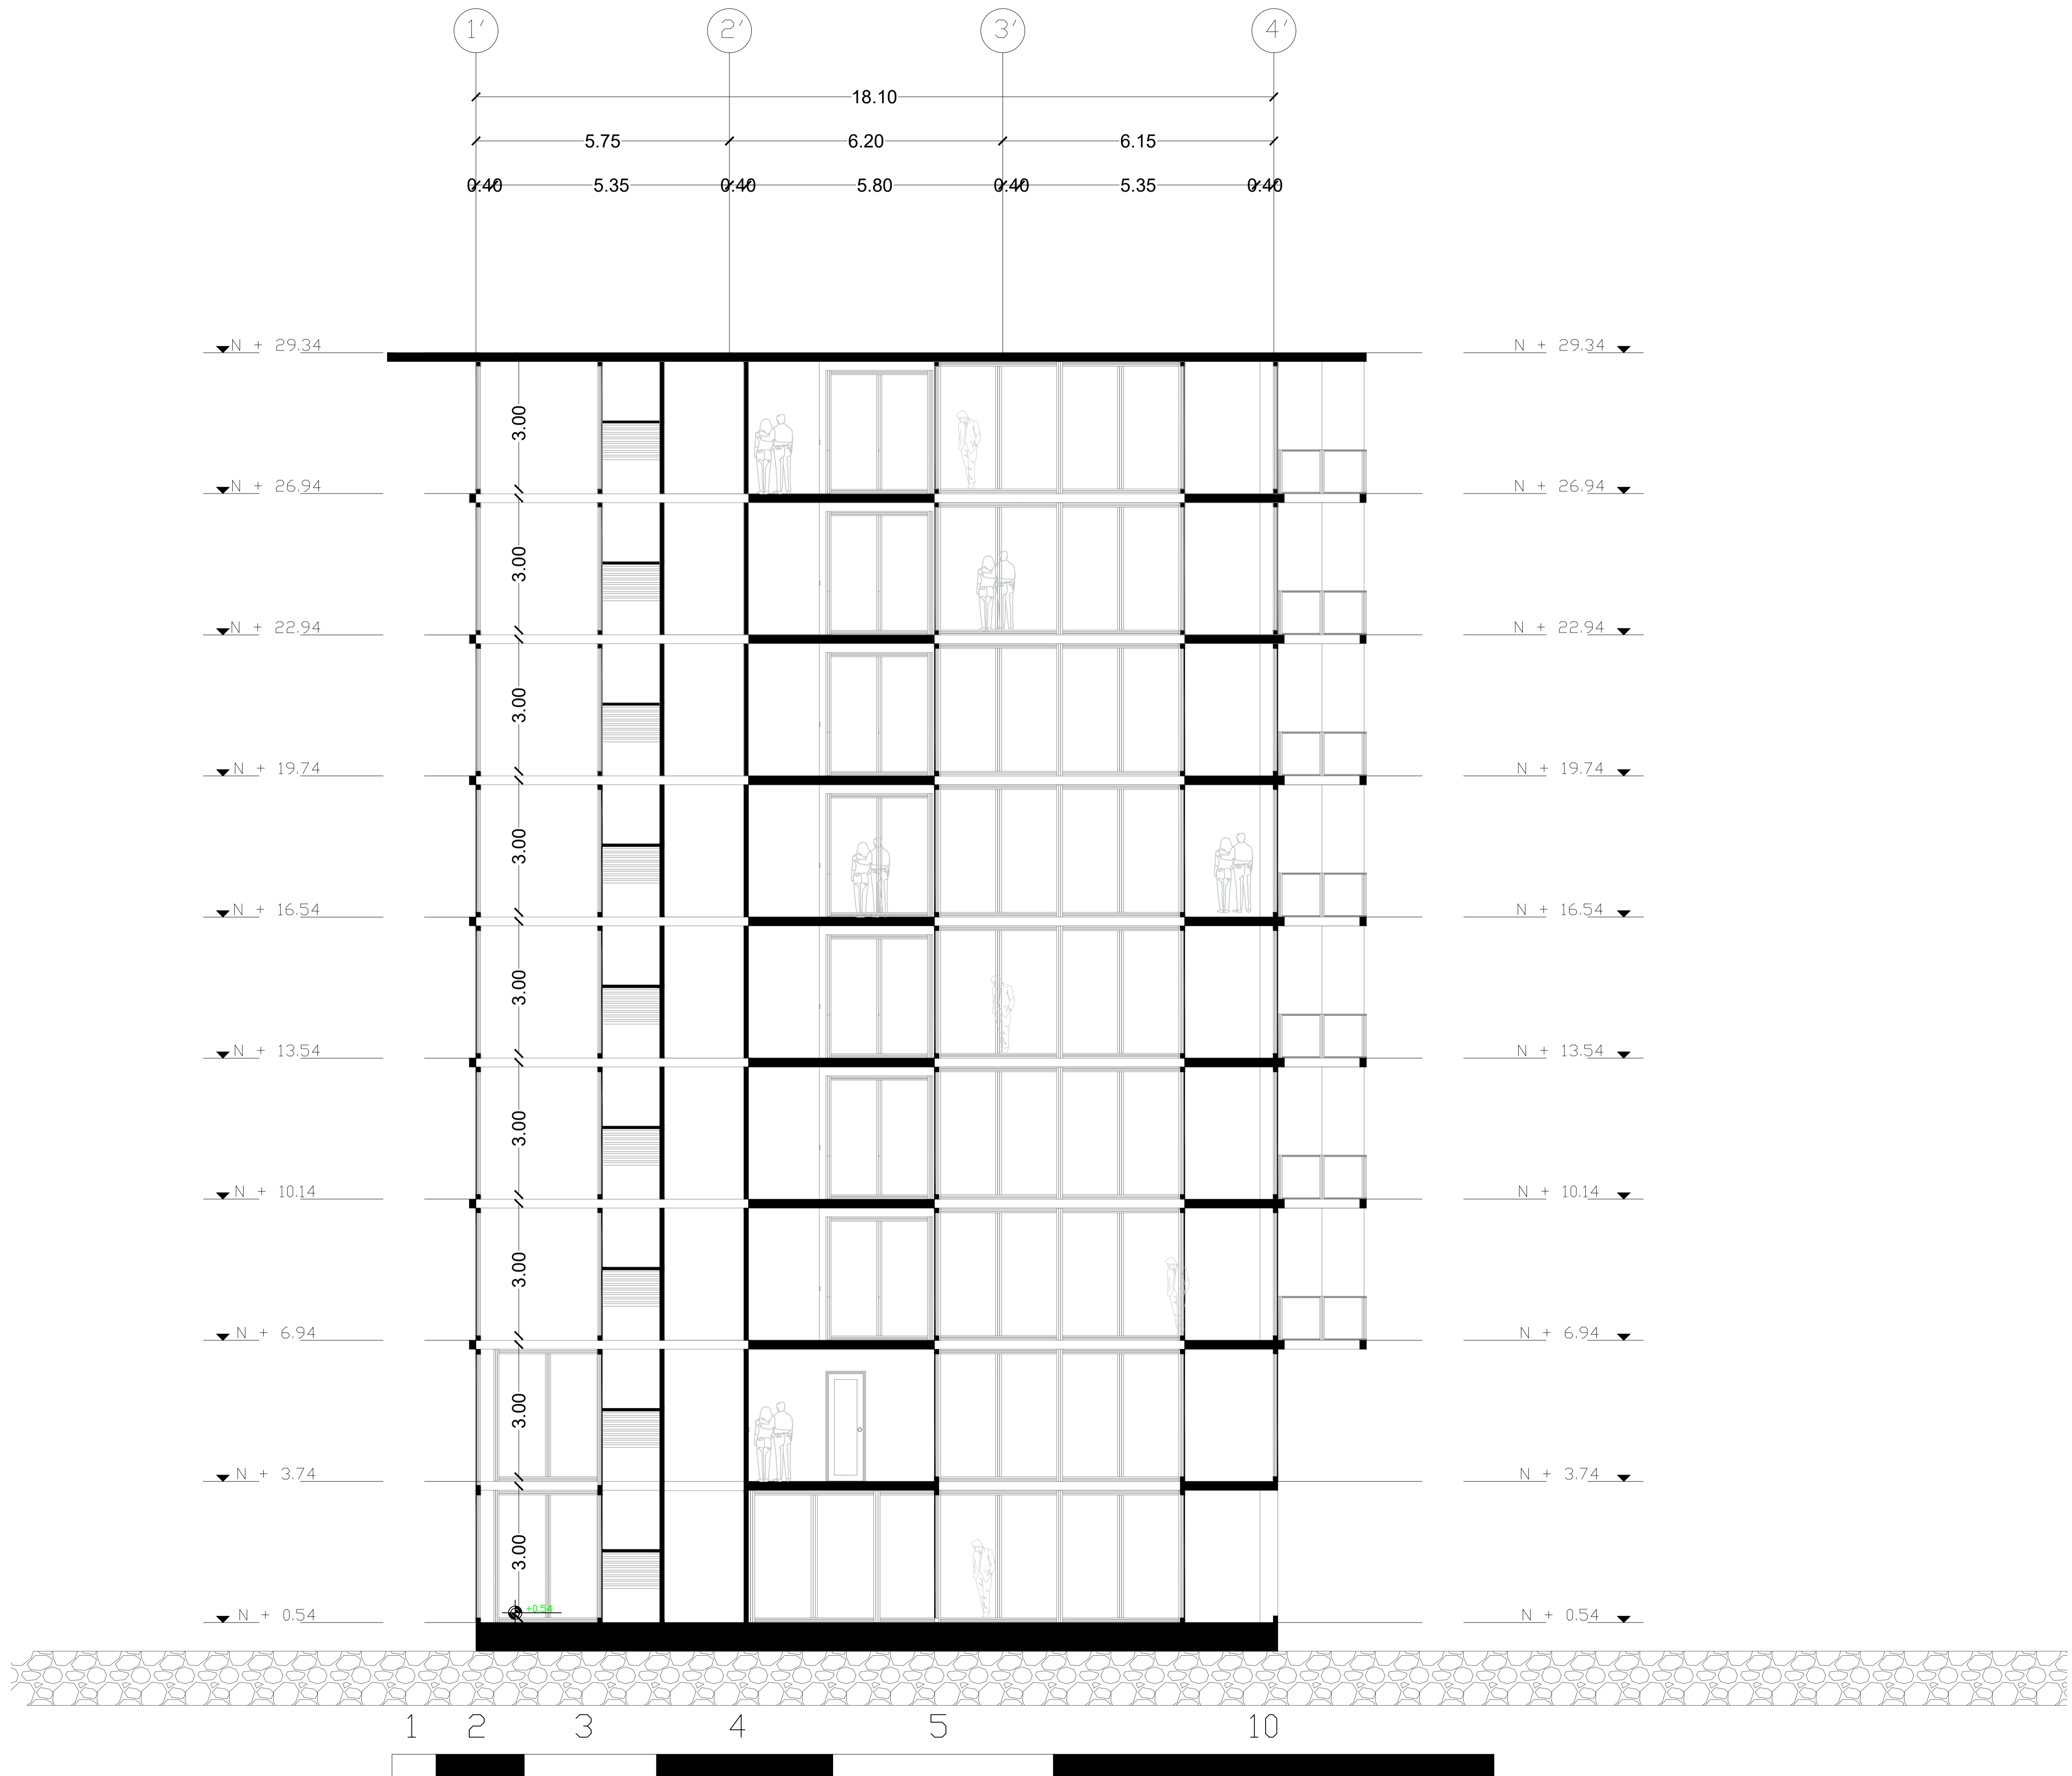 1' 2' 3' 4'
18.10
5.75 6.20 6.15
0.40 5.35 0.40 5.80 0.40 5.35 0.40
N + 29.34 N + 29.34
3.00
N + 26.94 N + 26.94
3.00
N + 22.94 N + 22.94
3.00
N + 19.74 N + 19.74
3.00
N + 16.54 N + 16.54
3.00
N + 13.54 N + 13.54
3.00
N + 10.14 N + 10.14
3.00
N + 6.94 N + 6.94
3.00
N + 3.74 N + 3.74
3.00
+0.54
N + 0.54 N + 0.54
1 2 3 4 5 10